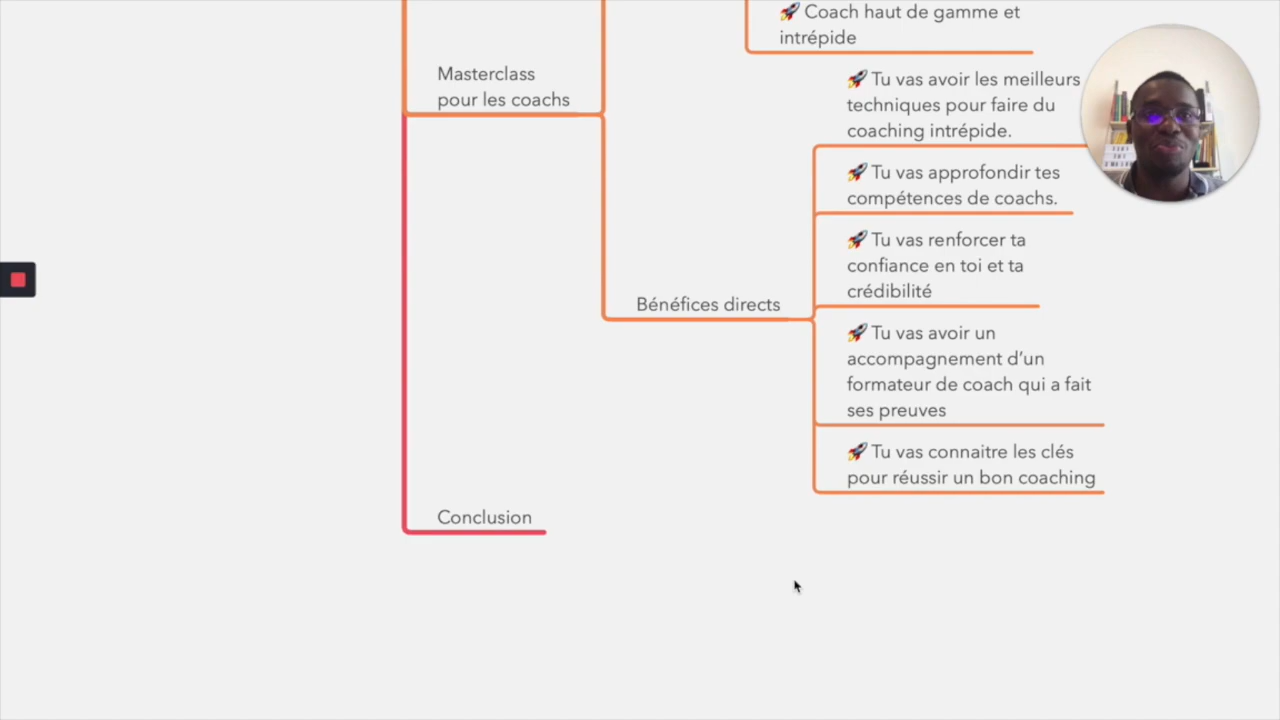 🚀 Coach haut de gamme et
intrépide
Masterclass
pour les coachs
🚀 Tu vas avoir les meilleurs
techniques pour faire du
coaching intrépide.
🚀 Tu vas approfondir tes
compétences de coachs.
🚀 Tu vas renforcer ta
confiance en toi et ta
crédibilité
Bénéfices directs
🚀 Tu vas avoir un
accompagnement d’un
formateur de coach qui a fait
ses preuves
🚀 Tu vas connaitre les clés
pour réussir un bon coaching
Conclusion